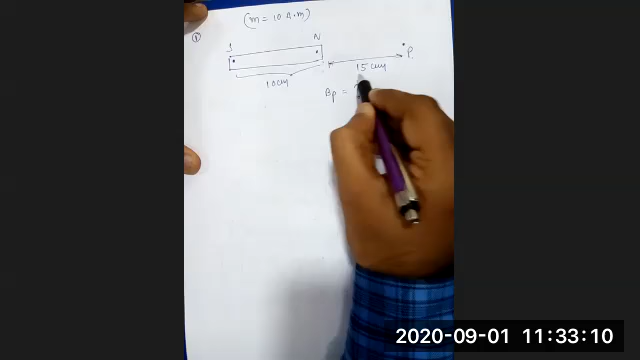 (m = 10 A.m)
①
S N
P
15 cm
10 cm
Bp =
2020-09-01 11:33:10